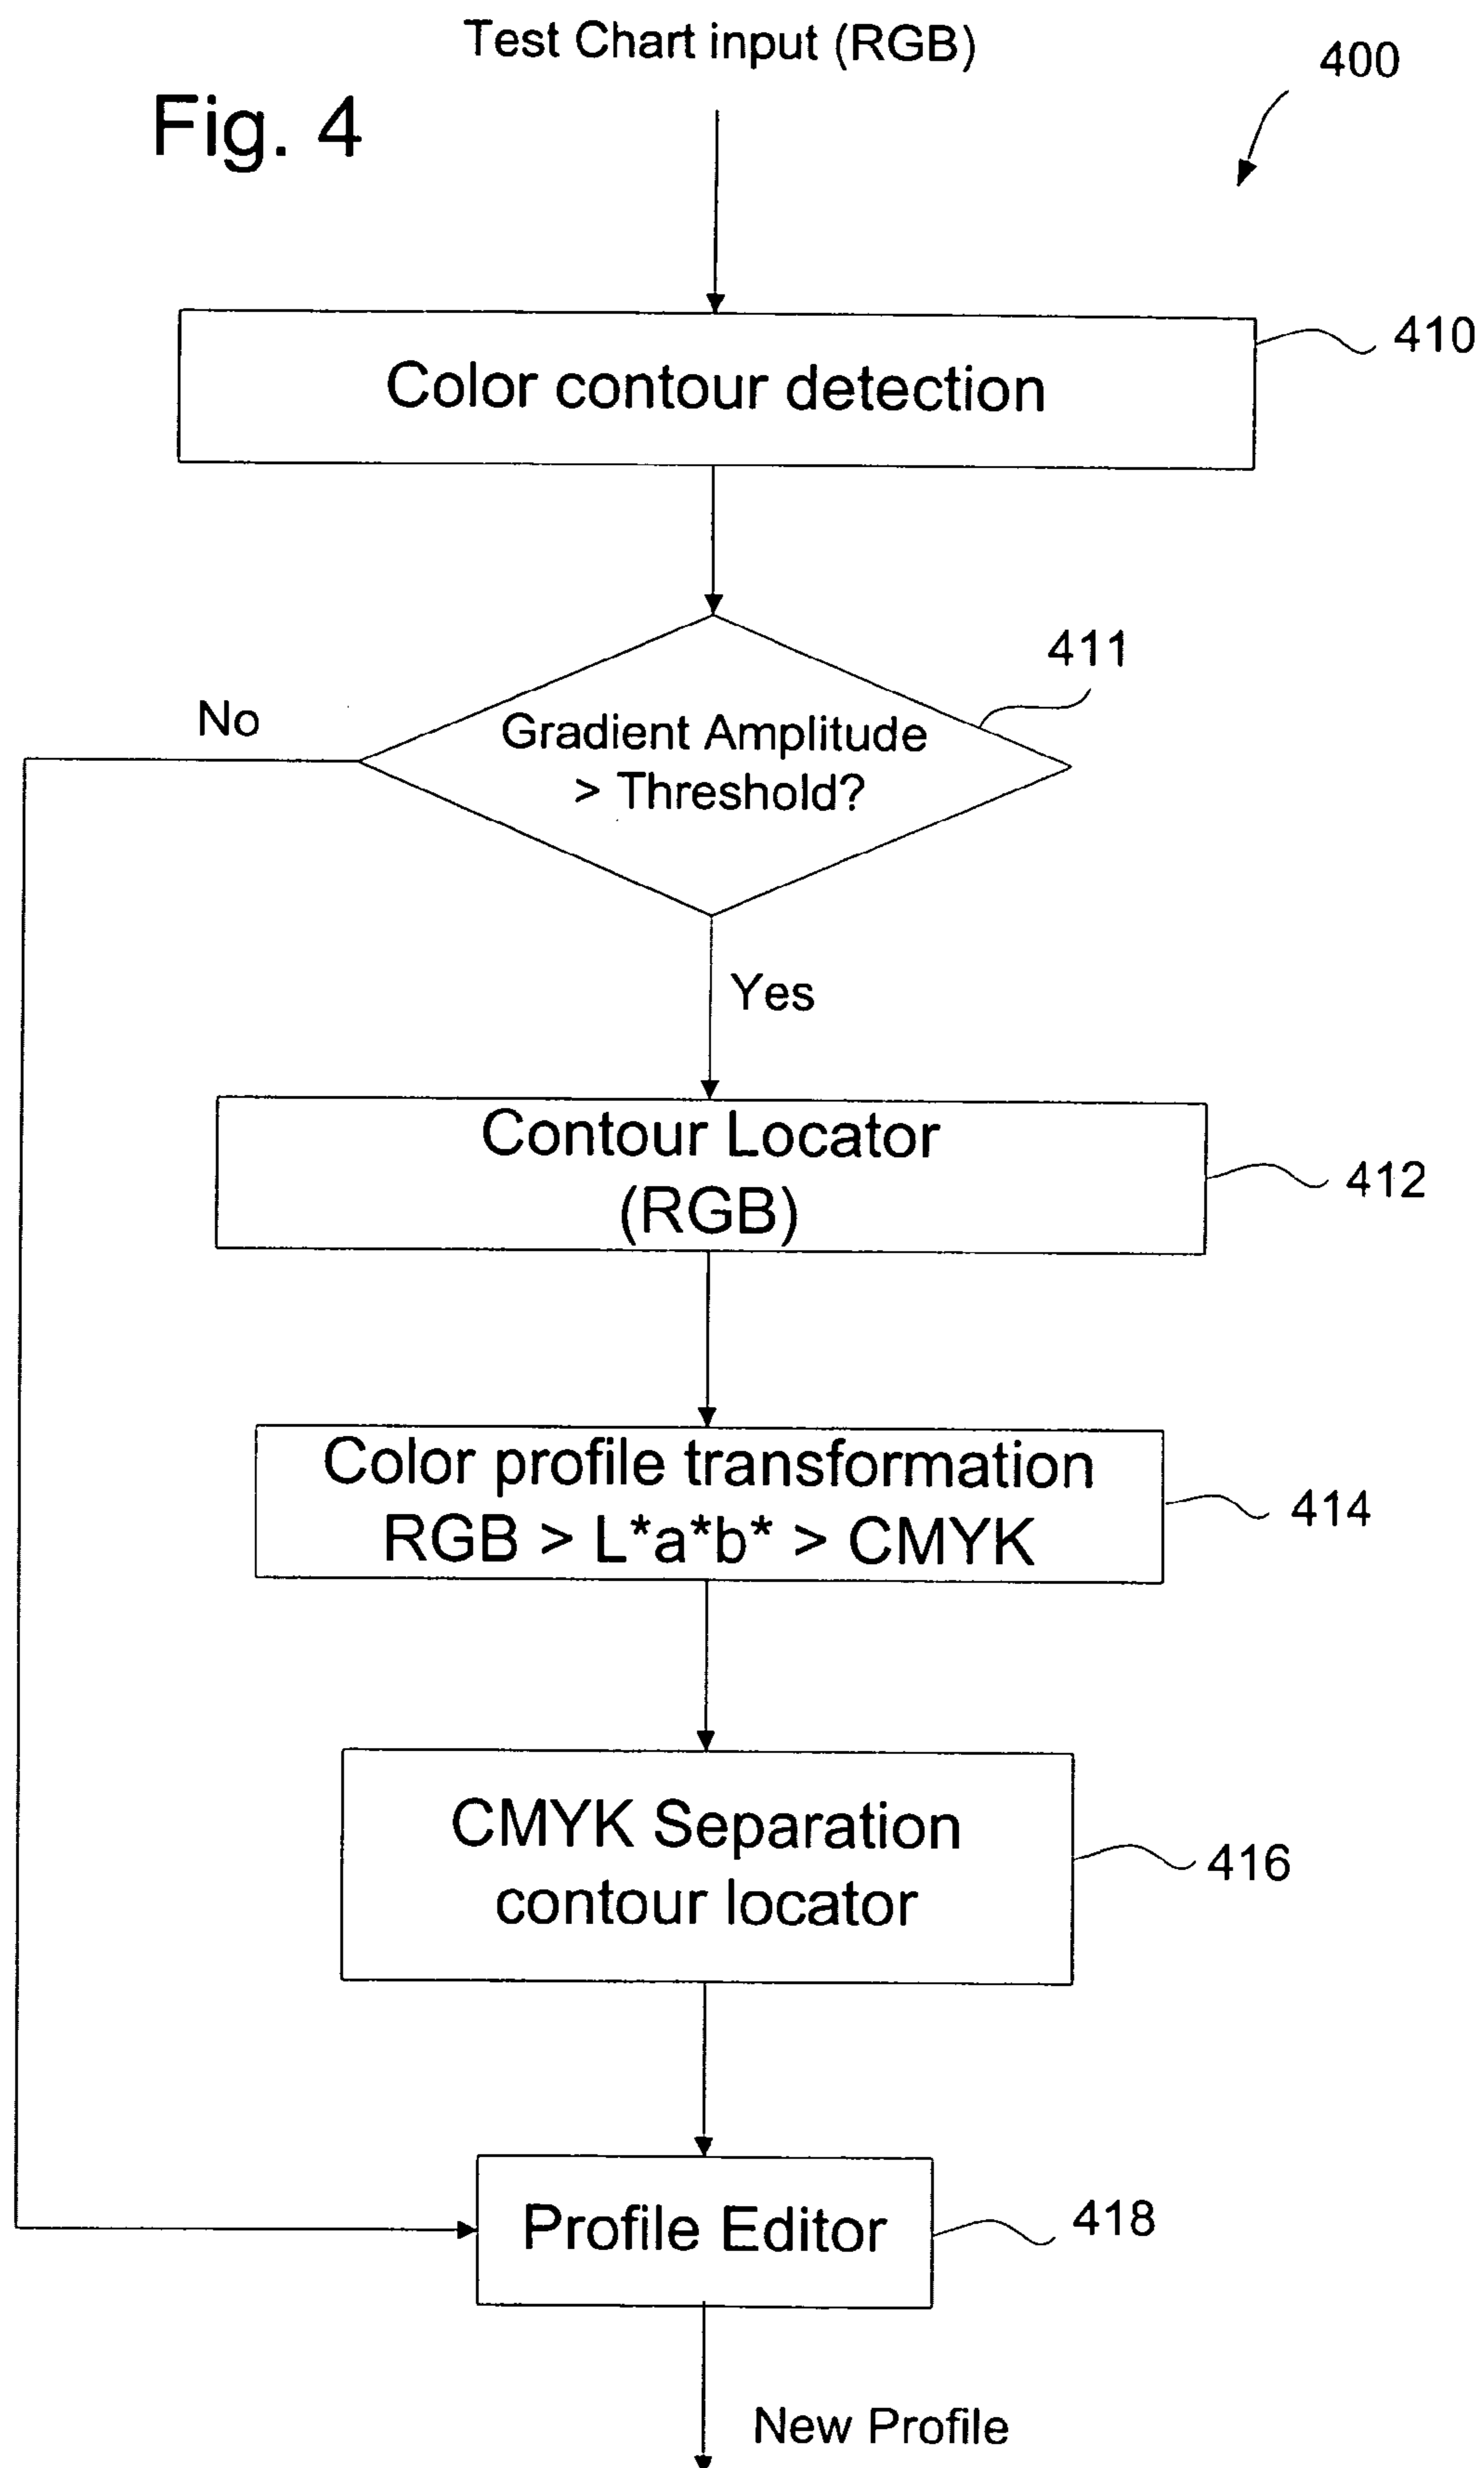 Test Chart input (RGB)
400
Fig. 4
410
Color contour detection
411
No
Gradient Amplitude
> Threshold?
Yes
Contour Locator
(RGB)
412
Color profile transformation
RGB > L*a*b* > CMYK
414
CMYK Separation
contour locator
416
Profile Editor
418
New Profile